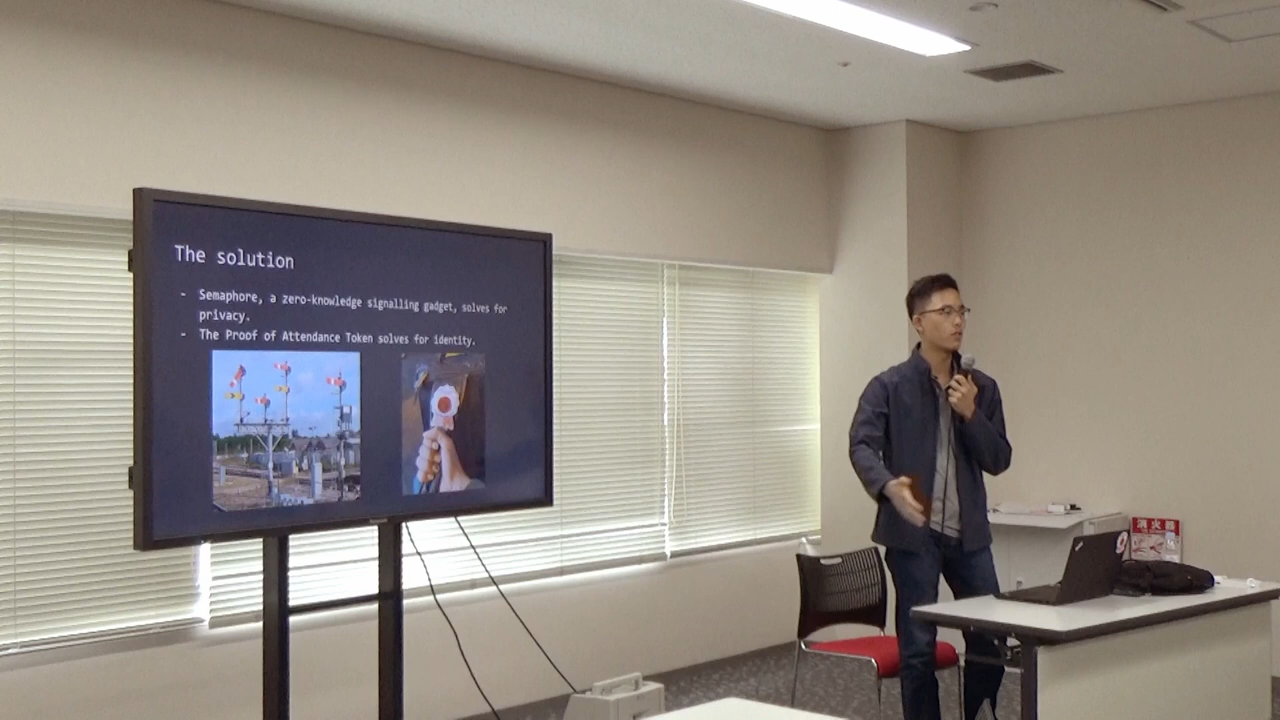 The solution
- Semaphore, a zero-knowledge signalling gadget, solves for
privacy.
- The Proof of Attendance Token solves for identity.
消火器